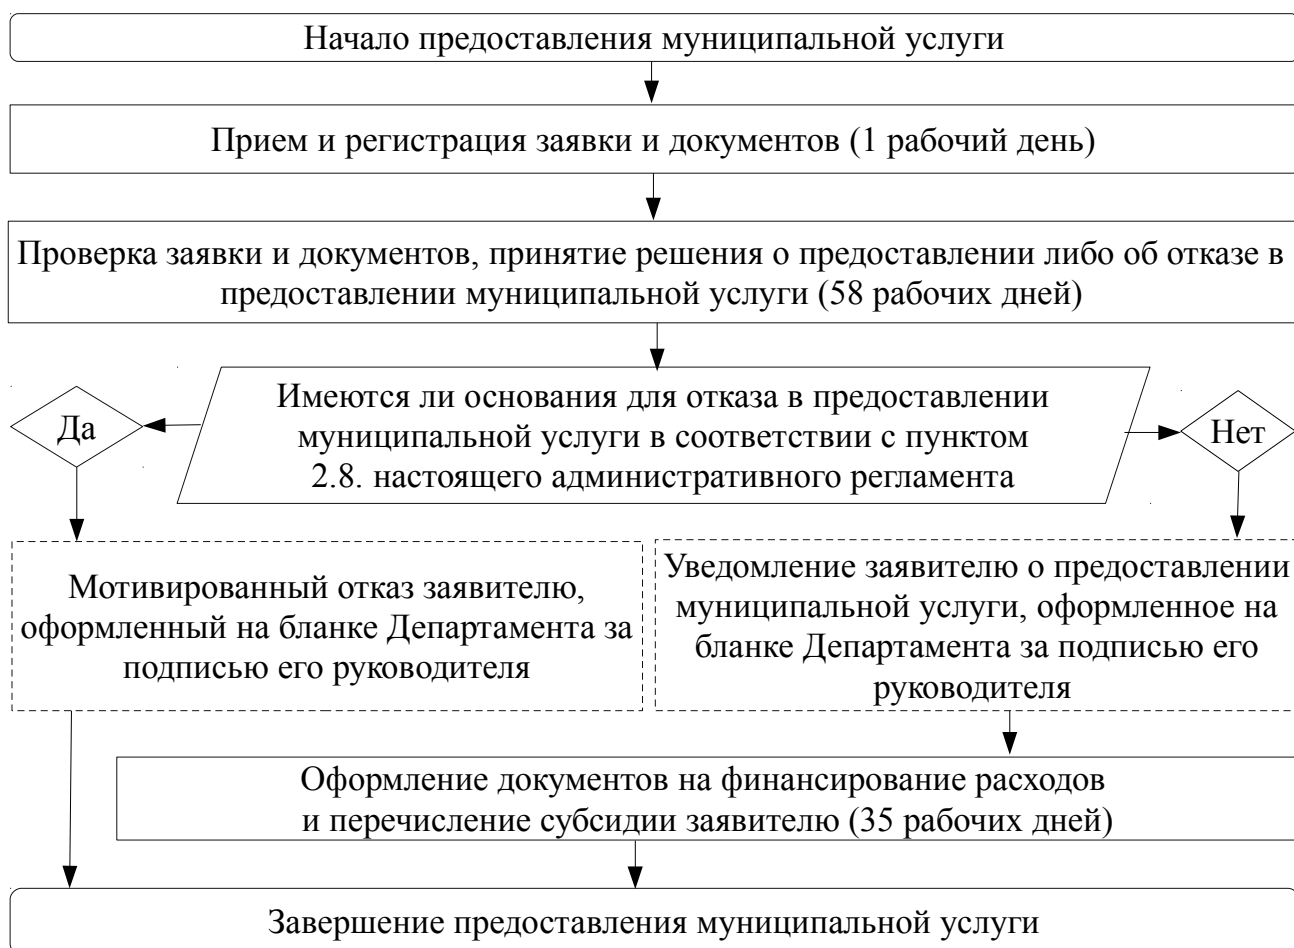 Начало предоставления муниципальной услуги
Прием и регистрация заявки и документов (1 рабочий день)
Проверка заявки и документов, принятие решения о предоставлении либо об отказе в
предоставлении муниципальной услуги (58 рабочих дней)
Да
Имеются ли основания для отказа в предоставлении
муниципальной услуги в соответствии с пунктом
2.8. настоящего административного регламента
Нет
Мотивированный отказ заявителю,
оформленный на бланке Департамента за
подписью его руководителя
Уведомление заявителю о предоставлении
муниципальной услуги, оформленное на
бланке Департамента за подписью его
руководителя
Оформление документов на финансирование расходов
и перечисление субсидии заявителю (35 рабочих дней)
Завершение предоставления муниципальной услуги